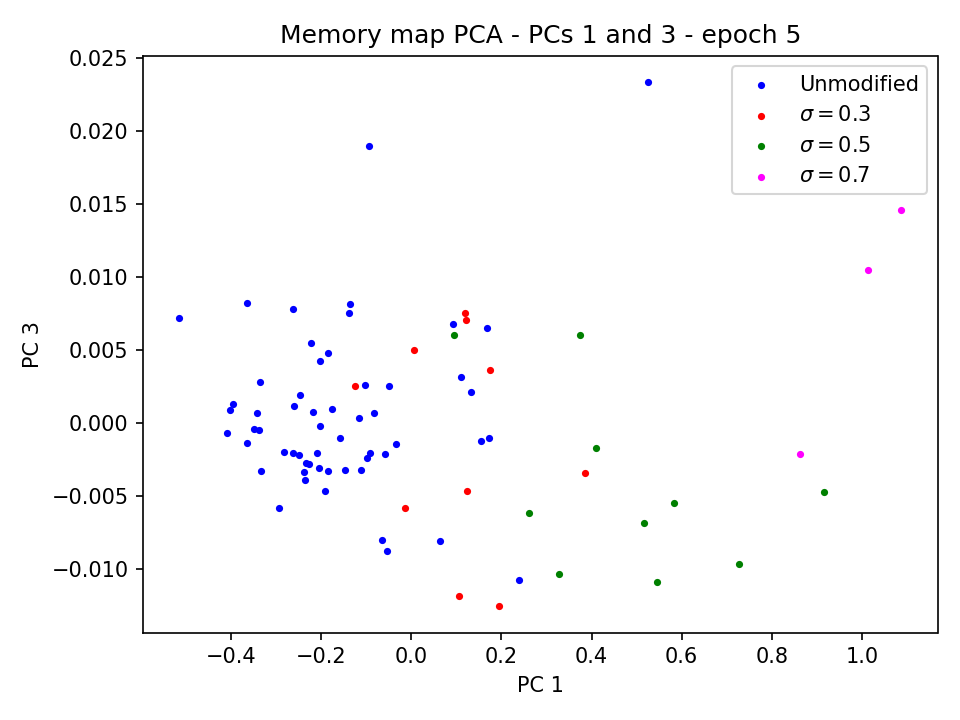 Memory map PCA - PCs 1 and 3 - epoch 5
Unmodified
σ = 0.3
σ = 0.5
σ = 0.7
PC 3
0.025
0.020
0.015
0.010
0.005
0.000
−0.005
−0.010
−0.4
−0.2
0.0
0.2
0.4
0.6
0.8
1.0
PC 1